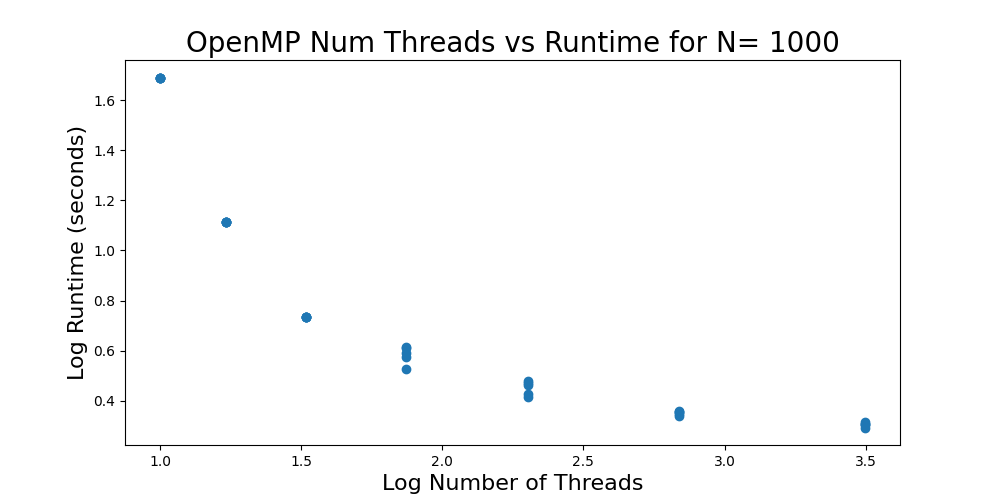 OpenMP Num Threads vs Runtime for N= 1000
Log Runtime (seconds)
1.6
1.4
1.2
1.0
0.8
0.6
0.4
1.0 1.5 2.0 2.5 3.0 3.5
Log Number of Threads